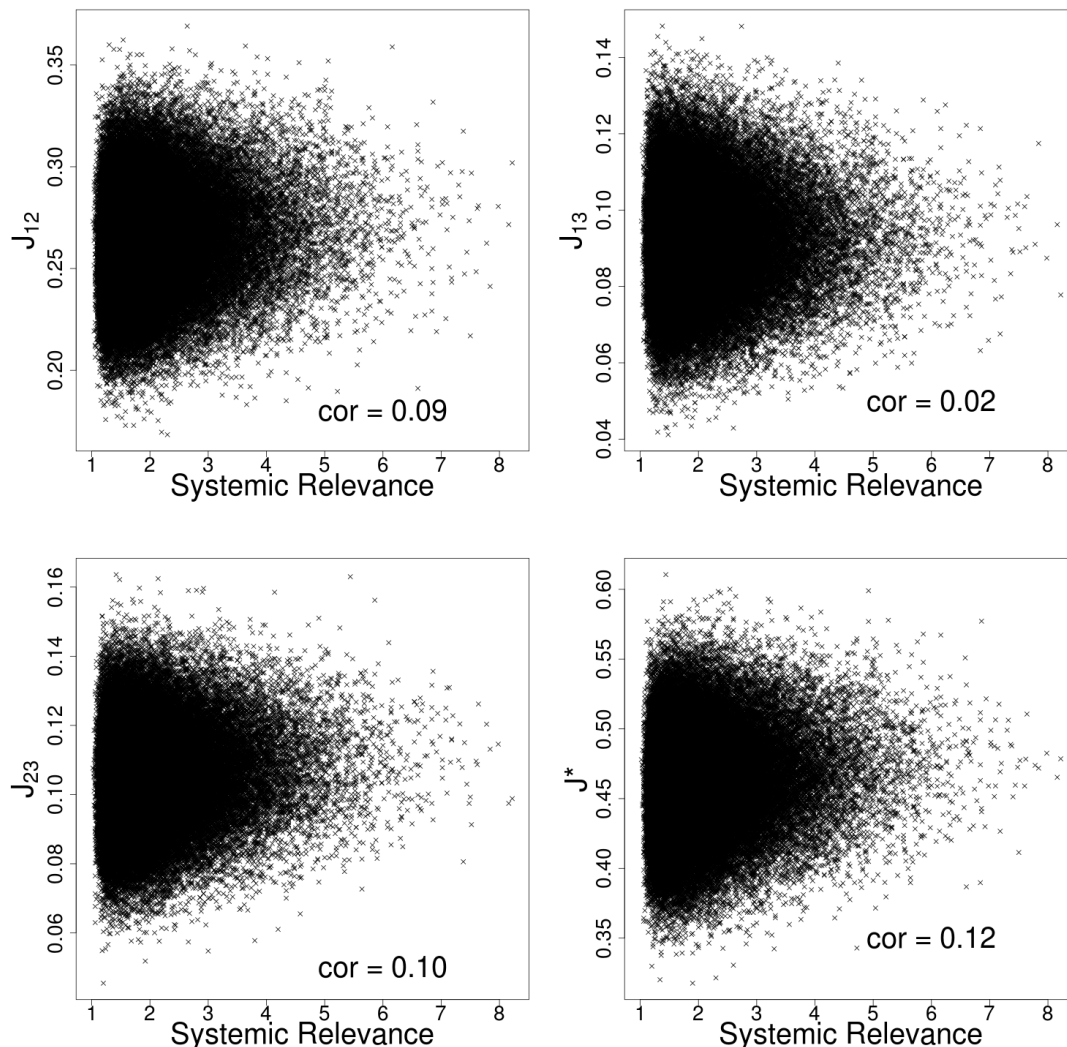 J12
0.35
0.30
0.25
0.20
cor = 0.09
1 2 3 4 5 6 7 8
Systemic Relevance
J13
0.14
0.12
0.10
0.08
0.06
0.04
cor = 0.02
1 2 3 4 5 6 7 8
Systemic Relevance
J23
0.16
0.14
0.12
0.10
0.08
0.06
cor = 0.10
1 2 3 4 5 6 7 8
Systemic Relevance
J*
0.60
0.55
0.50
0.45
0.40
0.35
cor = 0.12
1 2 3 4 5 6 7 8
Systemic Relevance